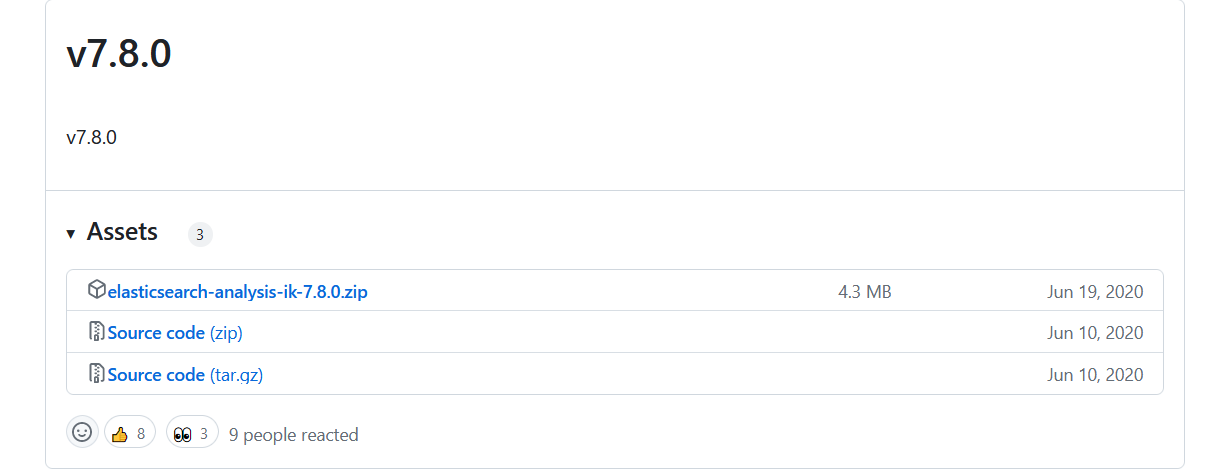 v7.8.0
v7.8.0
Assets 3
elasticsearch-analysis-ik-7.8.0.zip 4.3 MB Jun 19, 2020
Source code (zip) Jun 10, 2020
Source code (tar.gz) Jun 10, 2020
8 3 9 people reacted